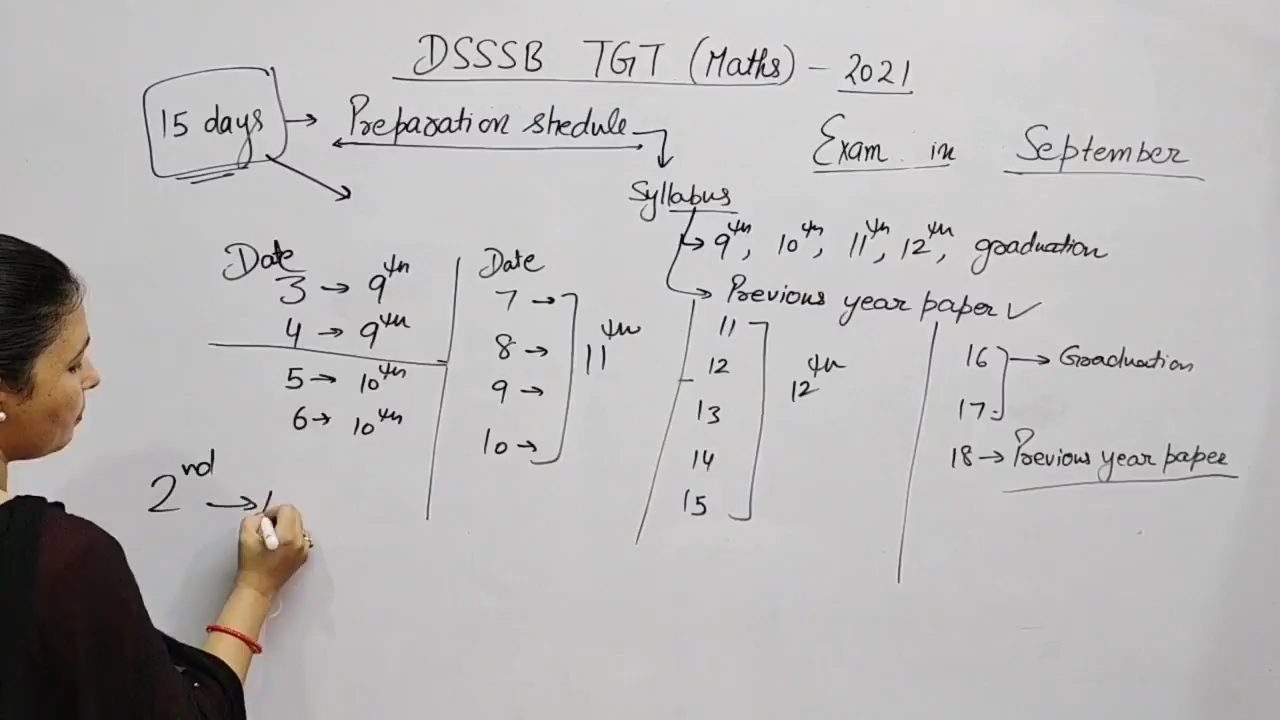 DSSSB TGT (Maths) - 2021
15 days → Preparation shedule
Exam in September
Syllabus
→ 9th, 10th, 11th, 12th, graduation
→ Previous year paper ✓
Date
3 → 9th
4 → 9th
5 → 10th
6 → 10th
Date
7 →
8 →
9 →
10 →
11th
11
12
13
14
15
12th
16
17
→ Graduation
18 → Previous year paper
2nd →